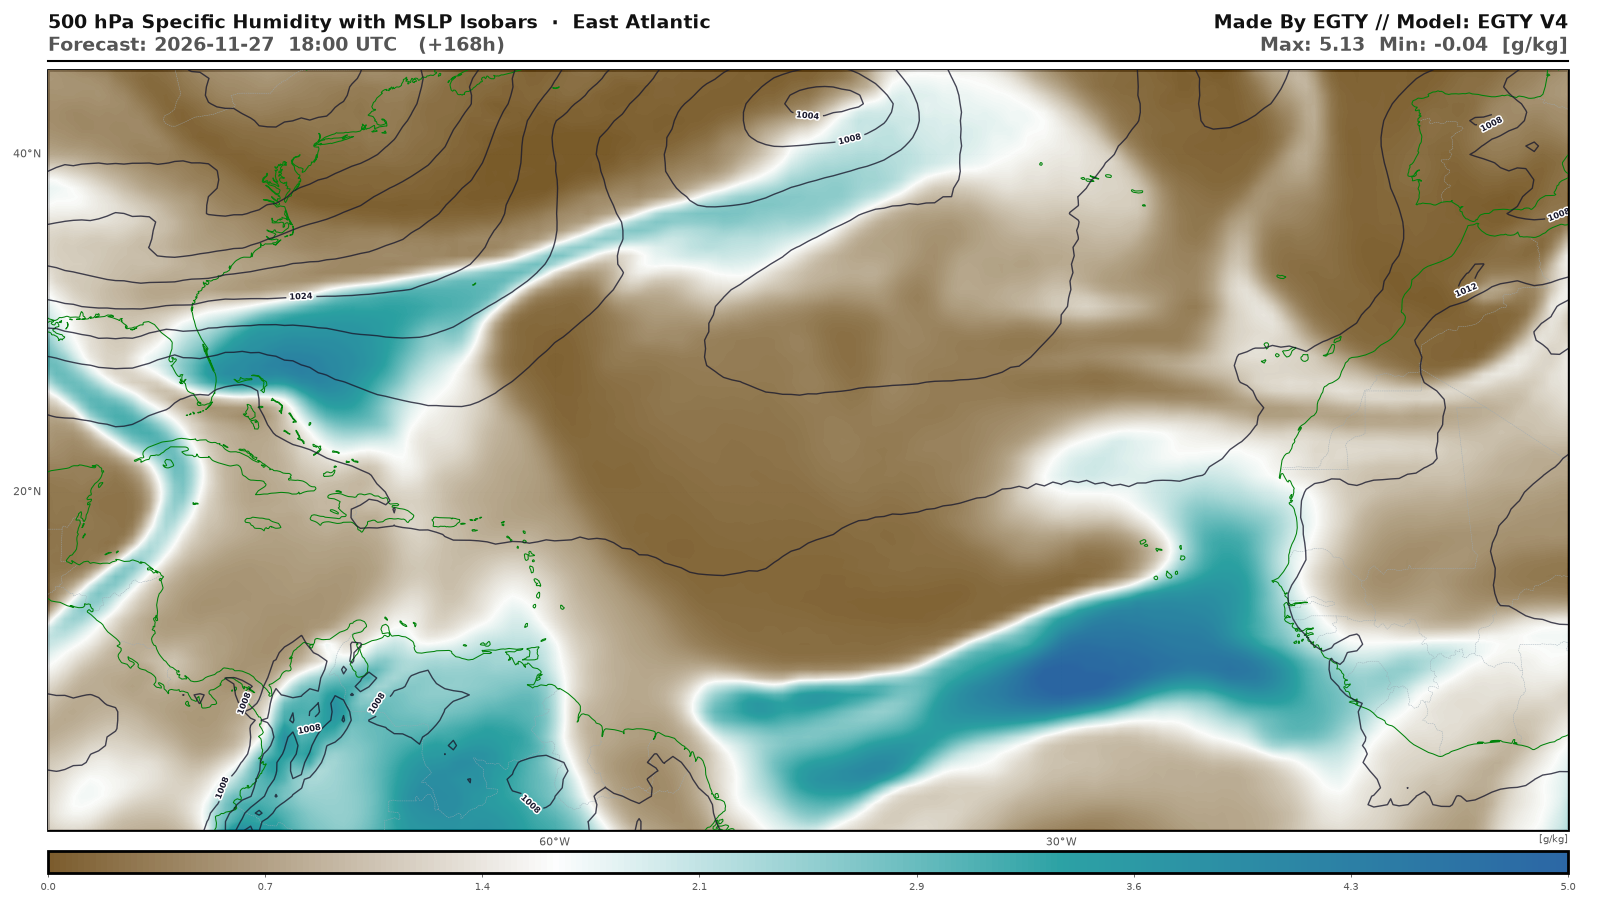 500 hPa Specific Humidity with MSLP Isobars · East Atlantic
Made By EGTY // Model: EGTY V4
Forecast: 2026-11-27 18:00 UTC (+168h)
Max: 5.13 Min: -0.04 [g/kg]
1004
1008
1008
40°N
1008
1012
1024
20°N
1008
1008
1008
1008
1008
60°W
30°W
[g/kg]
0.0
0.7
1.4
2.1
2.9
3.6
4.3
5.0